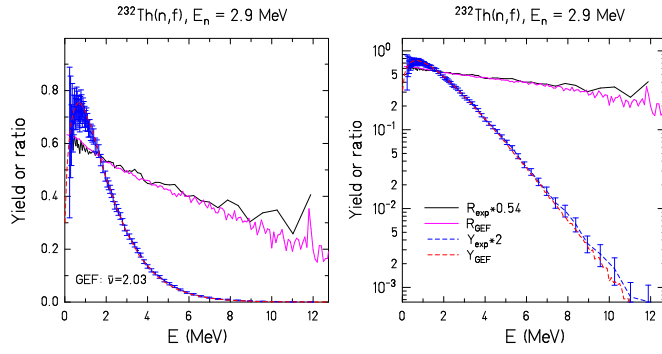 ²³²Th(n,f), Eₙ = 2.9 MeV
Yield or ratio
0.8
0.6
0.4
0.2
0.0
GEF: ν̄=2.03
0 2 4 6 8 10 12
E (MeV)
²³²Th(n,f), Eₙ = 2.9 MeV
Yield or ratio
10⁰
5
2
10⁻¹
5
2
10⁻²
5
2
10⁻³
R_exp*0.54
R_GEF
Y_exp*2
Y_GEF
0 2 4 6 8 10 12
E (MeV)